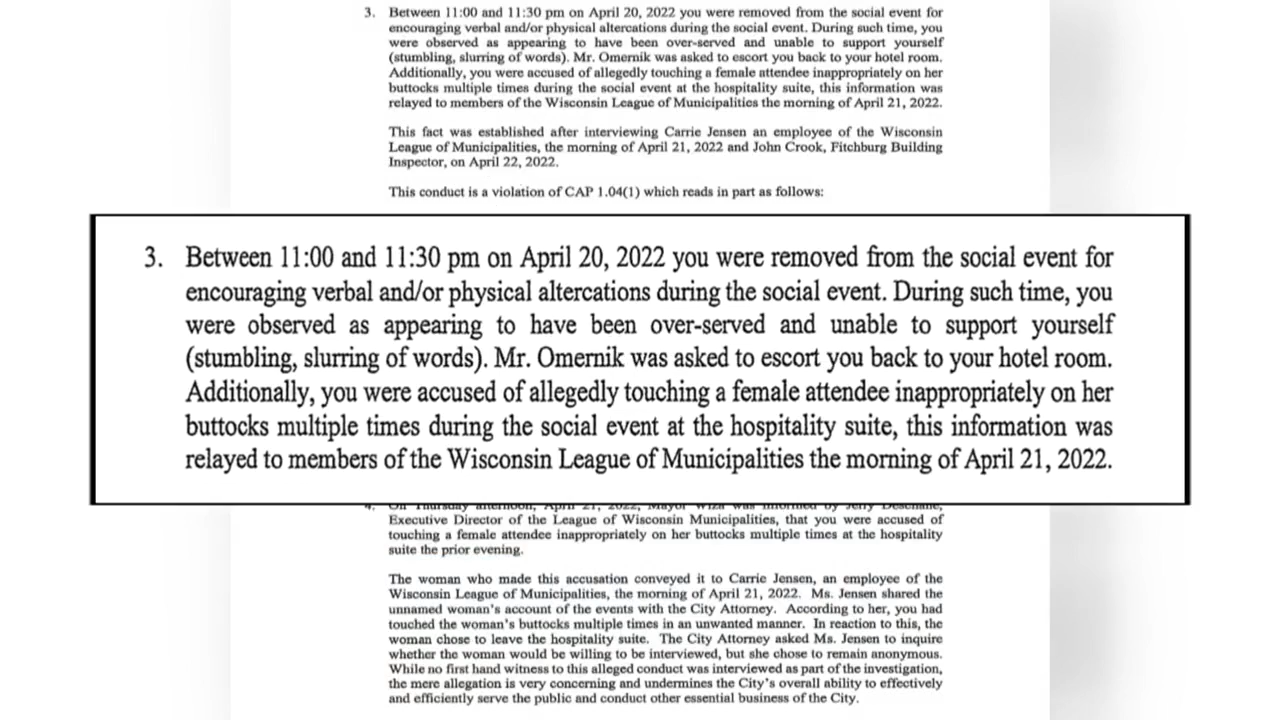 3. Between 11:00 and 11:30 pm on April 20, 2022 you were removed from the social event for
encouraging verbal and/or physical altercations during the social event. During such time, you
were observed as appearing to have been over-served and unable to support yourself
(stumbling, slurring of words). Mr. Omernik was asked to escort you back to your hotel room.
Additionally, you were accused of allegedly touching a female attendee inappropriately on her
buttocks multiple times during the social event at the hospitality suite, this information was
relayed to members of the Wisconsin League of Municipalities the morning of April 21, 2022.
This fact was established after interviewing Carrie Jensen an employee of the Wisconsin
League of Municipalities, the morning of April 21, 2022 and John Crook, Fitchburg Building
Inspector, on April 22, 2022.
This conduct is a violation of CAP 1.04(1) which reads in part as follows:
3. Between 11:00 and 11:30 pm on April 20, 2022 you were removed from the social event for
encouraging verbal and/or physical altercations during the social event. During such time, you
were observed as appearing to have been over-served and unable to support yourself
(stumbling, slurring of words). Mr. Omernik was asked to escort you back to your hotel room.
Additionally, you were accused of allegedly touching a female attendee inappropriately on her
buttocks multiple times during the social event at the hospitality suite, this information was
relayed to members of the Wisconsin League of Municipalities the morning of April 21, 2022.
4. On Thursday afternoon, April 21, 2022, Mayor Wiza was informed by Jerry Deschane,
Executive Director of the League of Wisconsin Municipalities, that you were accused of
touching a female attendee inappropriately on her buttocks multiple times at the hospitality
suite the prior evening.
The woman who made this accusation conveyed it to Carrie Jensen, an employee of the
Wisconsin League of Municipalities, the morning of April 21, 2022. Ms. Jensen shared the
unnamed woman's account of the events with the City Attorney. According to her, you had
touched the woman's buttocks multiple times in an unwanted manner. In reaction to this, the
woman chose to leave the hospitality suite. The City Attorney asked Ms. Jensen to inquire
whether the woman would be willing to be interviewed, but she chose to remain anonymous.
While no first hand witness to this alleged conduct was interviewed as part of the investigation,
the mere allegation is very concerning and undermines the City's overall ability to effectively
and efficiently serve the public and conduct other essential business of the City.